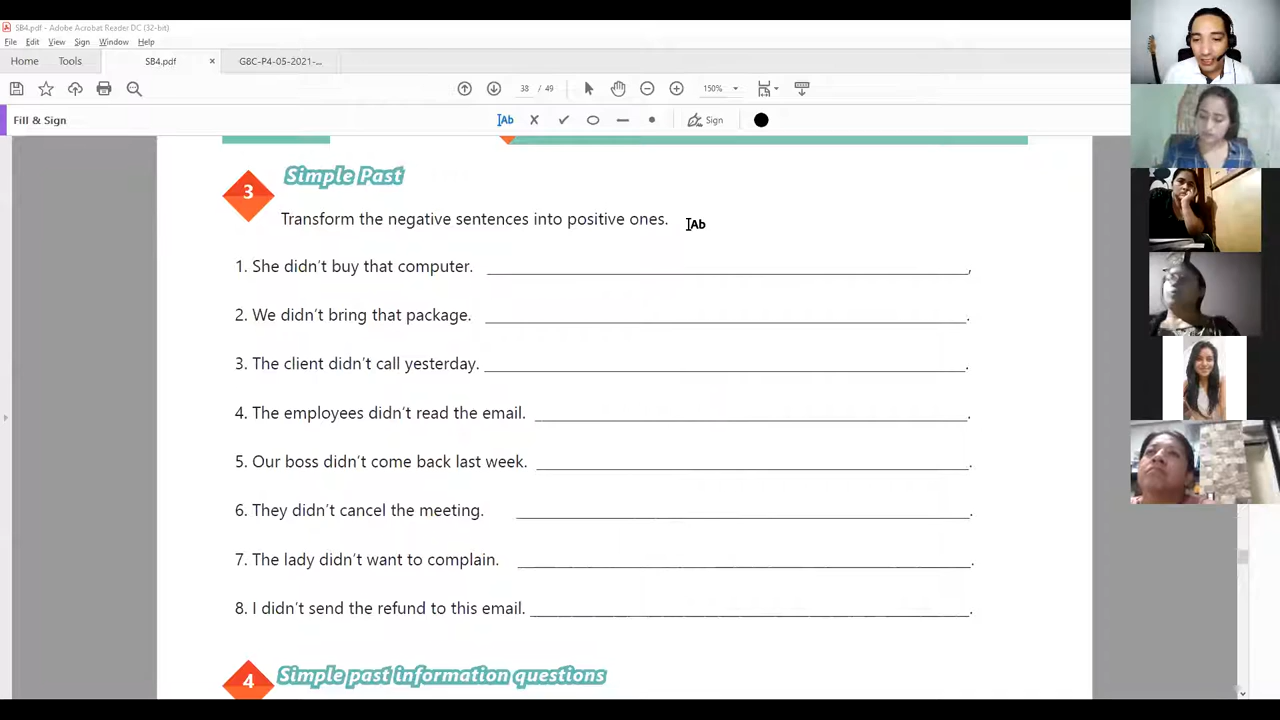 SB4.pdf - Adobe Acrobat Reader DC (32-bit)
File Edit View Sign Window Help
Home Tools SB4.pdf × GBC-P4-05-2021-...
38 / 49 150%
Fill & Sign Ab Sign
3 Simple Past
Transform the negative sentences into positive ones. Ab
1. She didn't buy that computer. ,
2. We didn't bring that package. .
3. The client didn't call yesterday. .
4. The employees didn't read the email. .
5. Our boss didn't come back last week. .
6. They didn't cancel the meeting. .
7. The lady didn't want to complain. .
8. I didn't send the refund to this email. .
4 Simple past information questions